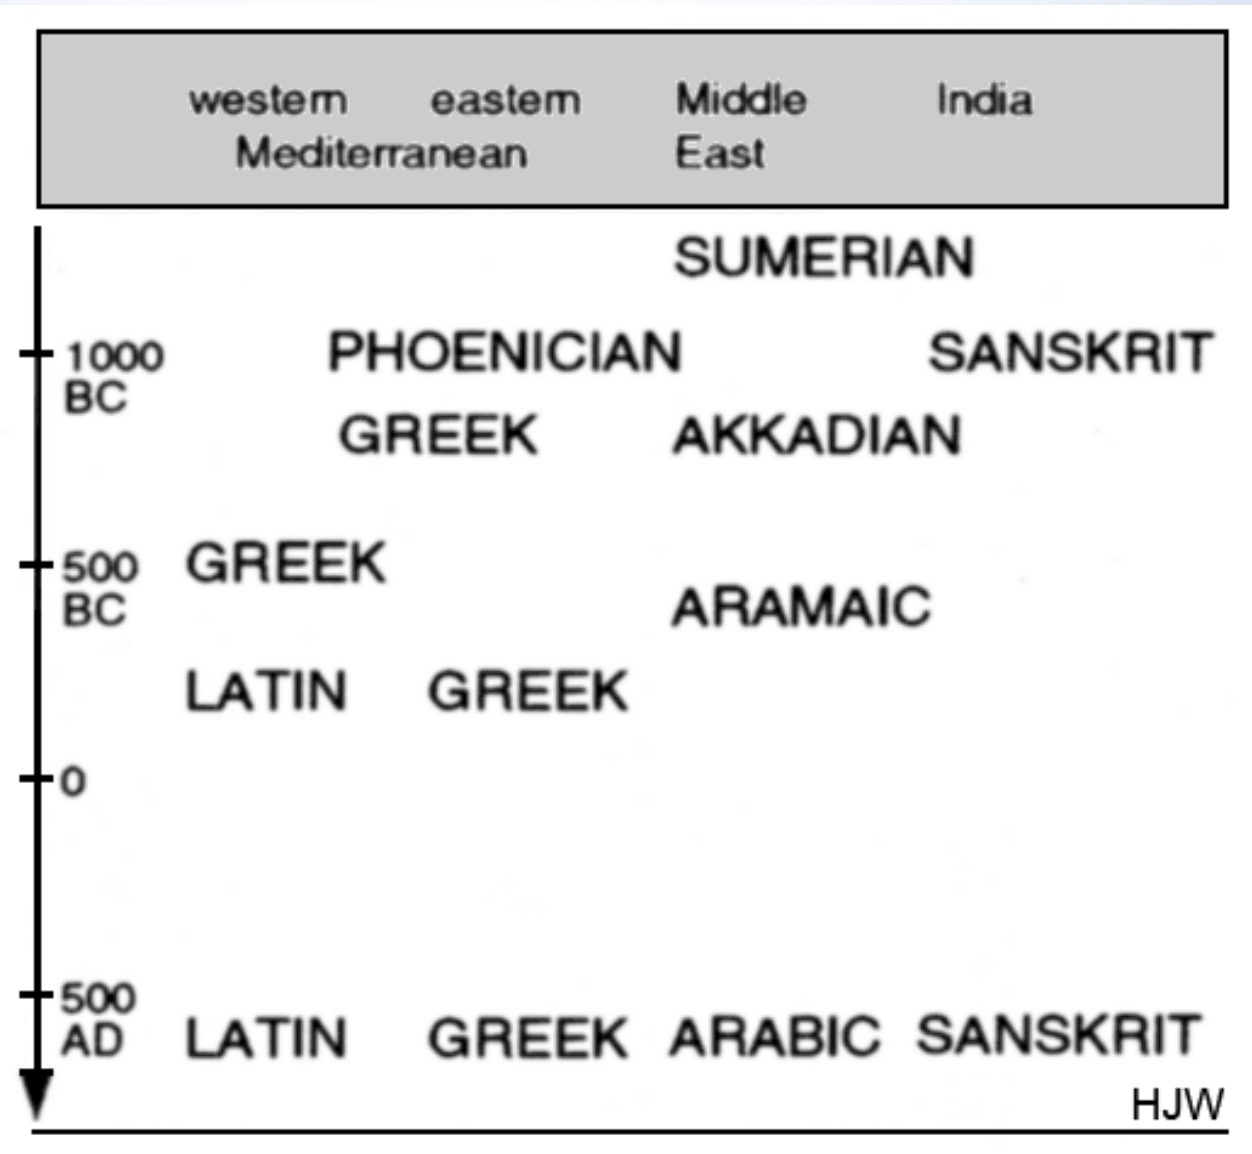 western eastern Middle India
Mediterranean East
SUMERIAN
1000 PHOENICIAN SANSKRIT
BC
GREEK AKKADIAN
500 GREEK
BC ARAMAIC
LATIN GREEK
0
500
AD LATIN GREEK ARABIC SANSKRIT
HJW